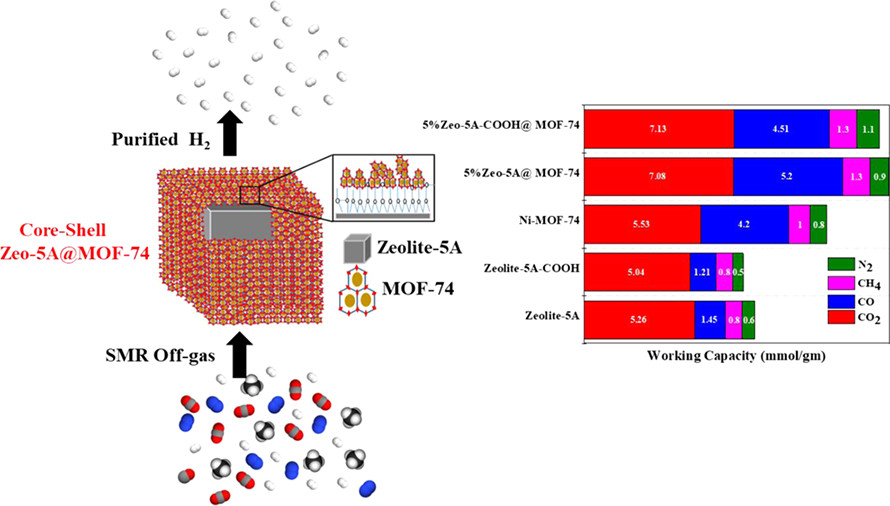 Purified H2
Core-Shell
Zeo-5A@MOF-74
Zeolite-5A
MOF-74
SMR Off-gas
5%Zeo-5A-COOH@ MOF-74
7.13 4.51 1.3 1.1
5%Zeo-5A@ MOF-74
7.08 5.2 1.3 0.9
Ni-MOF-74
5.53 4.2 1 0.8
Zeolite-5A-COOH
5.04 1.21 0.8 0.5
Zeolite-5A
5.26 1.45 0.8 0.6
N2
CH4
CO
CO2
Working Capacity (mmol/gm)